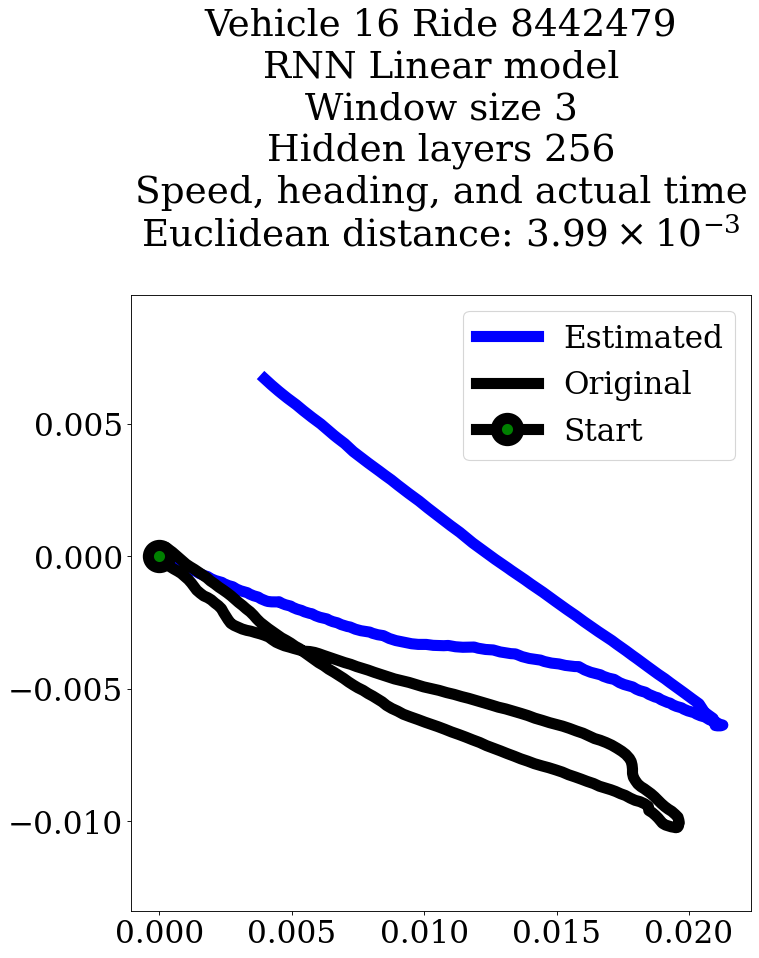 Vehicle 16 Ride 8442479
RNN Linear model
Window size 3
Hidden layers 256
Speed, heading, and actual time
Euclidean distance: 3.99 × 10⁻³
Estimated
Original
Start
0.005
0.000
−0.005
−0.010
0.000 0.005 0.010 0.015 0.020